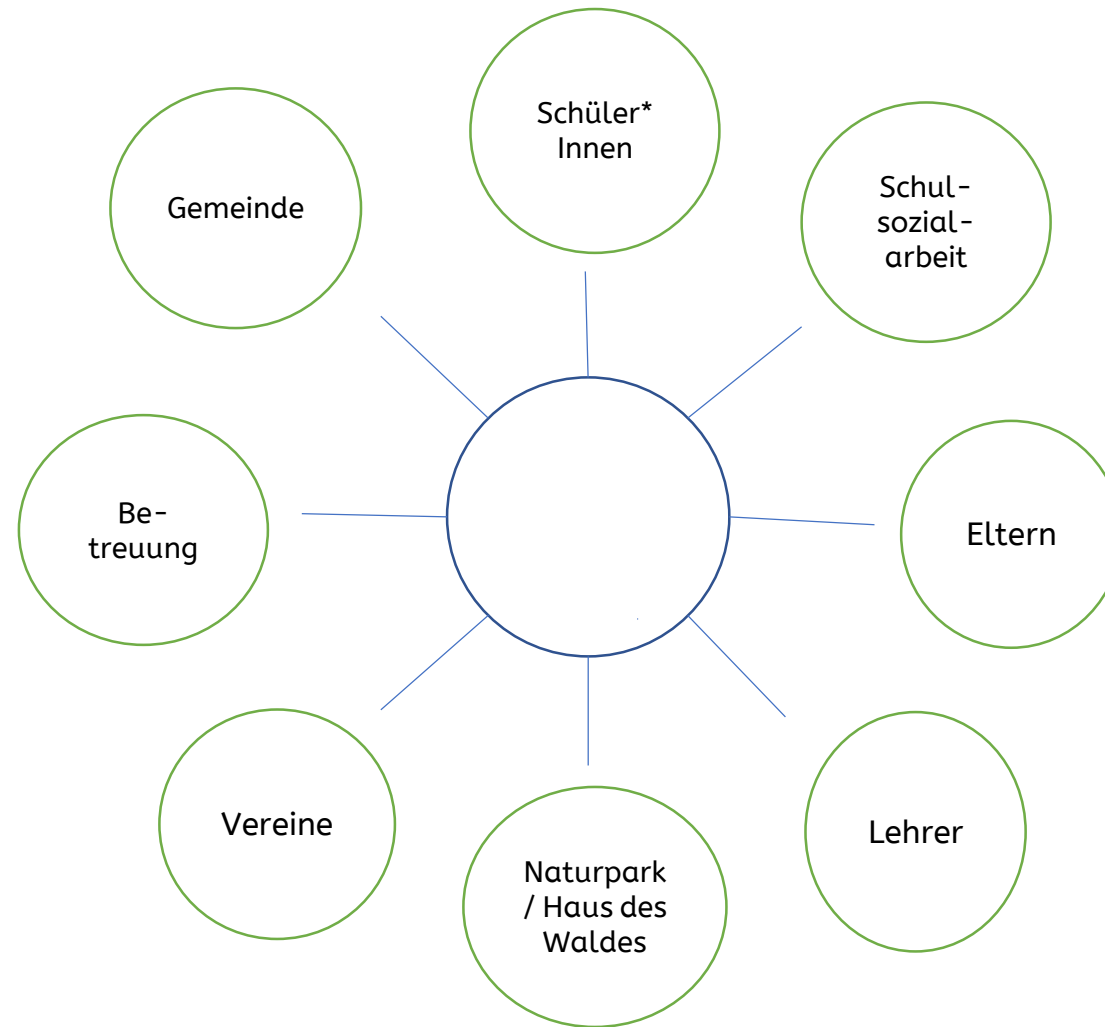 Schüler*
Innen
Gemeinde
Schul-
sozial-
arbeit
Be-
treuung
Eltern
Vereine
Lehrer
Naturpark
/ Haus des
Waldes